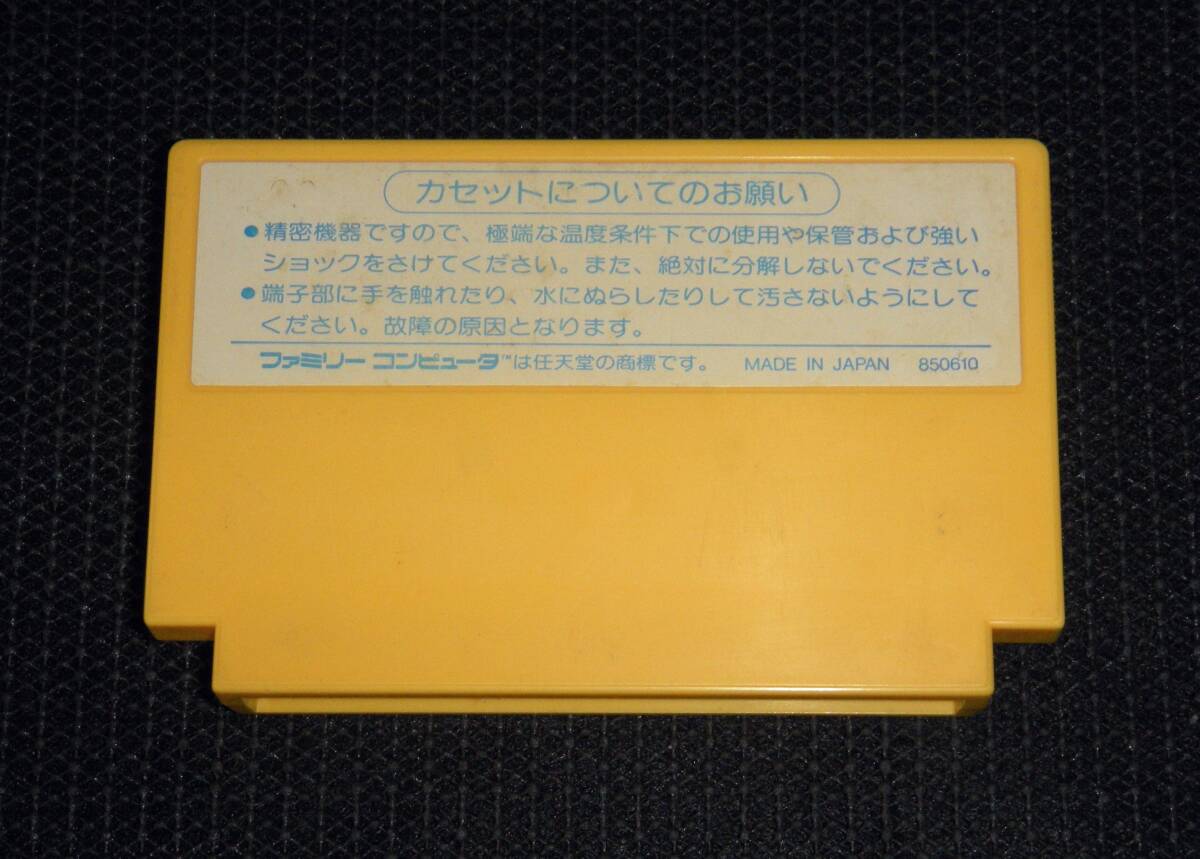 カセットについてのお願い
●精密機器ですので、極端な温度条件下での使用や保管および強い
ショックをさけてください。また、絶対に分解しないでください。
●端子部に手を触れたり、水にぬらしたりして汚さないようにして
ください。故障の原因となります。
ファミリー コンピュータ™は任天堂の商標です。 MADE IN JAPAN 850610